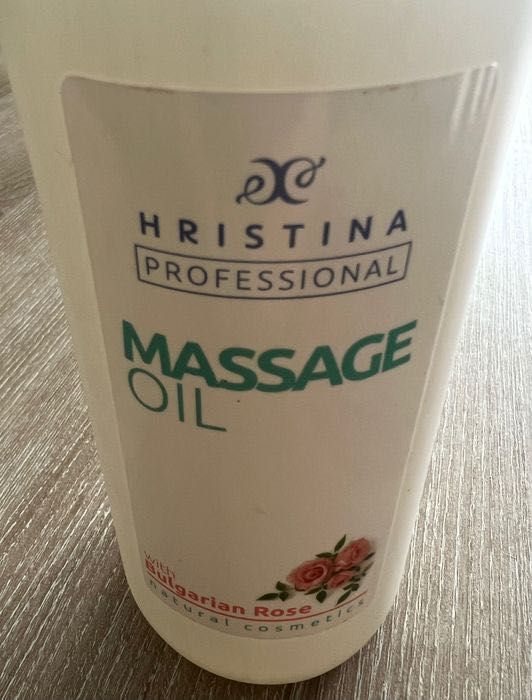 HRISTINA
PROFESSIONAL
MASSAGE
OIL
with
Bulgarian Rose
natural cosmetics